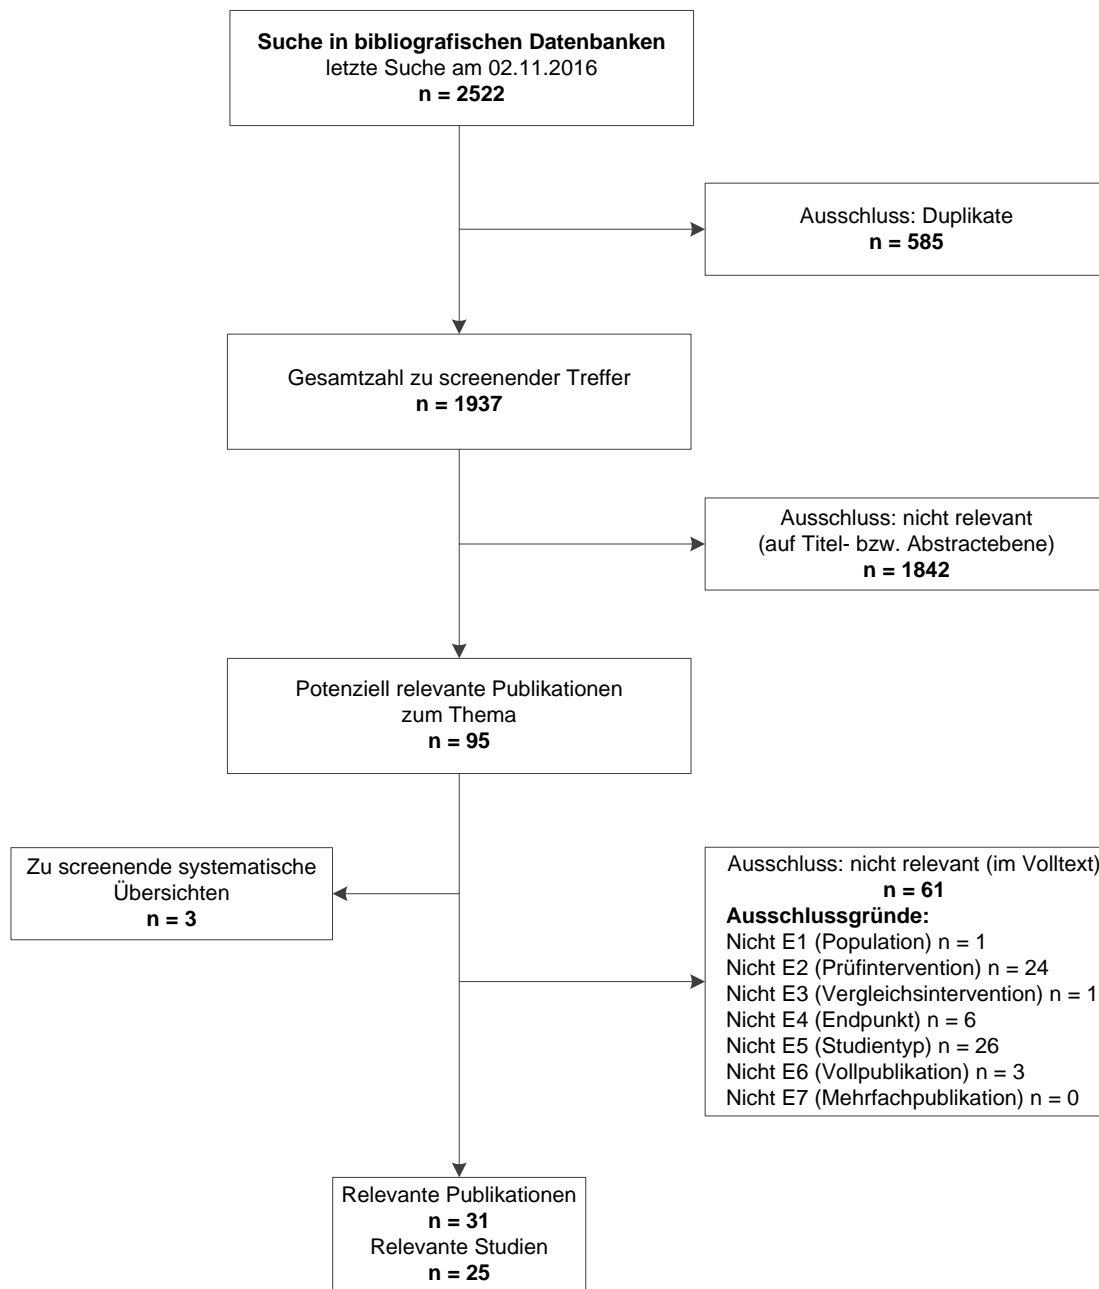 Suche in bibliografischen Datenbanken
letzte Suche am 02.11.2016
n = 2522
Ausschluss: Duplikate
n = 585
Gesamtzahl zu screenender Treffer
n = 1937
Ausschluss: nicht relevant
(auf Titel- bzw. Abstractebene)
n = 1842
Potenziell relevante Publikationen
zum Thema
n = 95
Zu screenende systematische
Übersichten
n = 3
Ausschluss: nicht relevant (im Volltext)
n = 61
Ausschlussgründe:
Nicht E1 (Population) n = 1
Nicht E2 (Prüfintervention) n = 24
Nicht E3 (Vergleichsintervention) n = 1
Nicht E4 (Endpunkt) n = 6
Nicht E5 (Studientyp) n = 26
Nicht E6 (Vollpublikation) n = 3
Nicht E7 (Mehrfachpublikation) n = 0
Relevante Publikationen
n = 31
Relevante Studien
n = 25